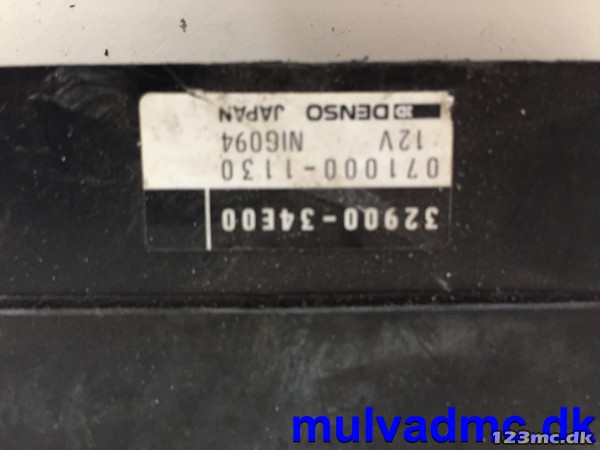 32900-34E00
071000-1130
12V NIG094
DENSO JAPAN
mulvadmc.dk
123mc.dk